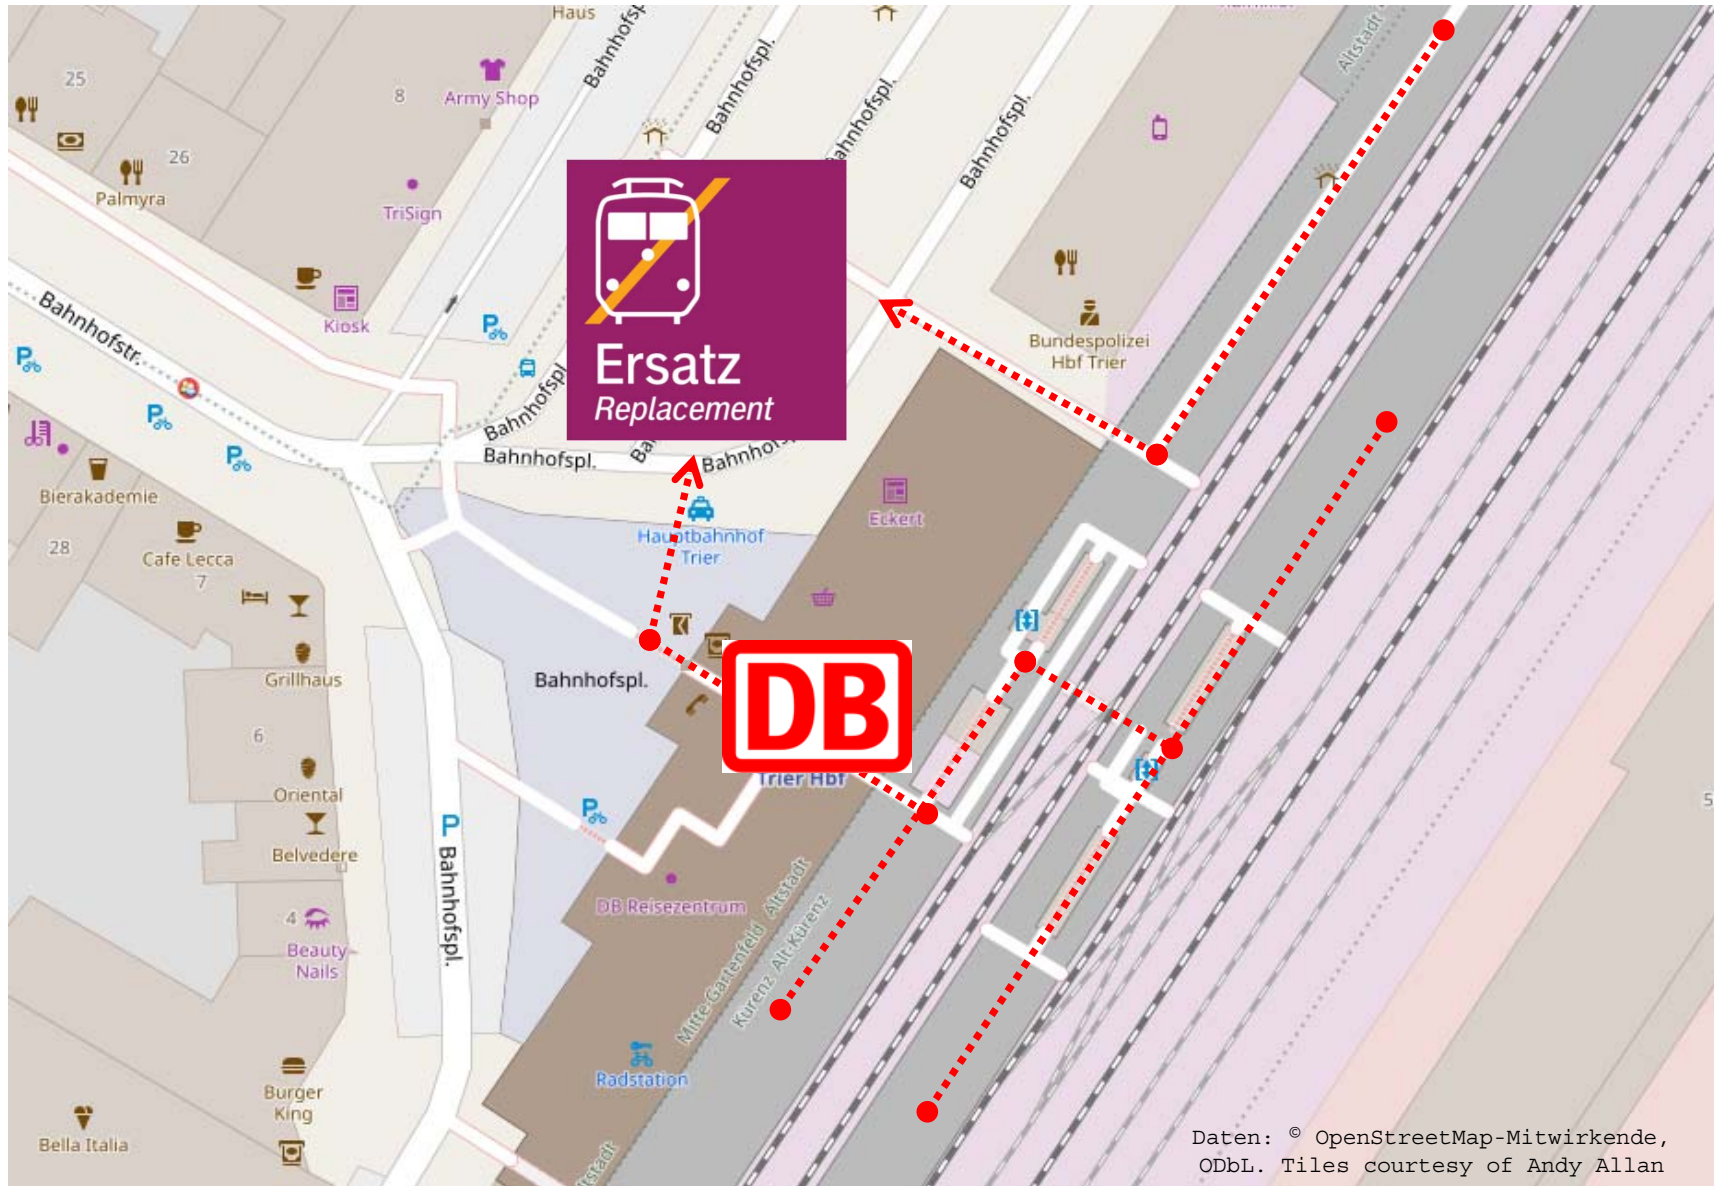 Haus
Bahnhofspl.
Bahnhofspl.
Bahnhofspl.
Bahnhofspl.
25
8
Army Shop
26
Palmyra
TriSign
Kiosk
Bahnhofstr.
Ersatz
Replacement
Bundespolizei
Hbf Trier
Bahnhofspl.
Bahnhofspl.
Bierakademie
28
Cafe Lecca
7
Eckert
Hauptbahnhof
Trier
Grillhaus
Bahnhofspl.
DB
Trier Hbf
6
Oriental
Belvedere
P
Bahnhofspl.
DB Reisezentrum
4
Beauty-
Nails
Mitte-Gartenfeld Altstadt
Kürenz Alt-Kürenz
Radstation
Burger
King
Bella Italia
Daten: © OpenStreetMap-Mitwirkende,
ODbL. Tiles courtesy of Andy Allan